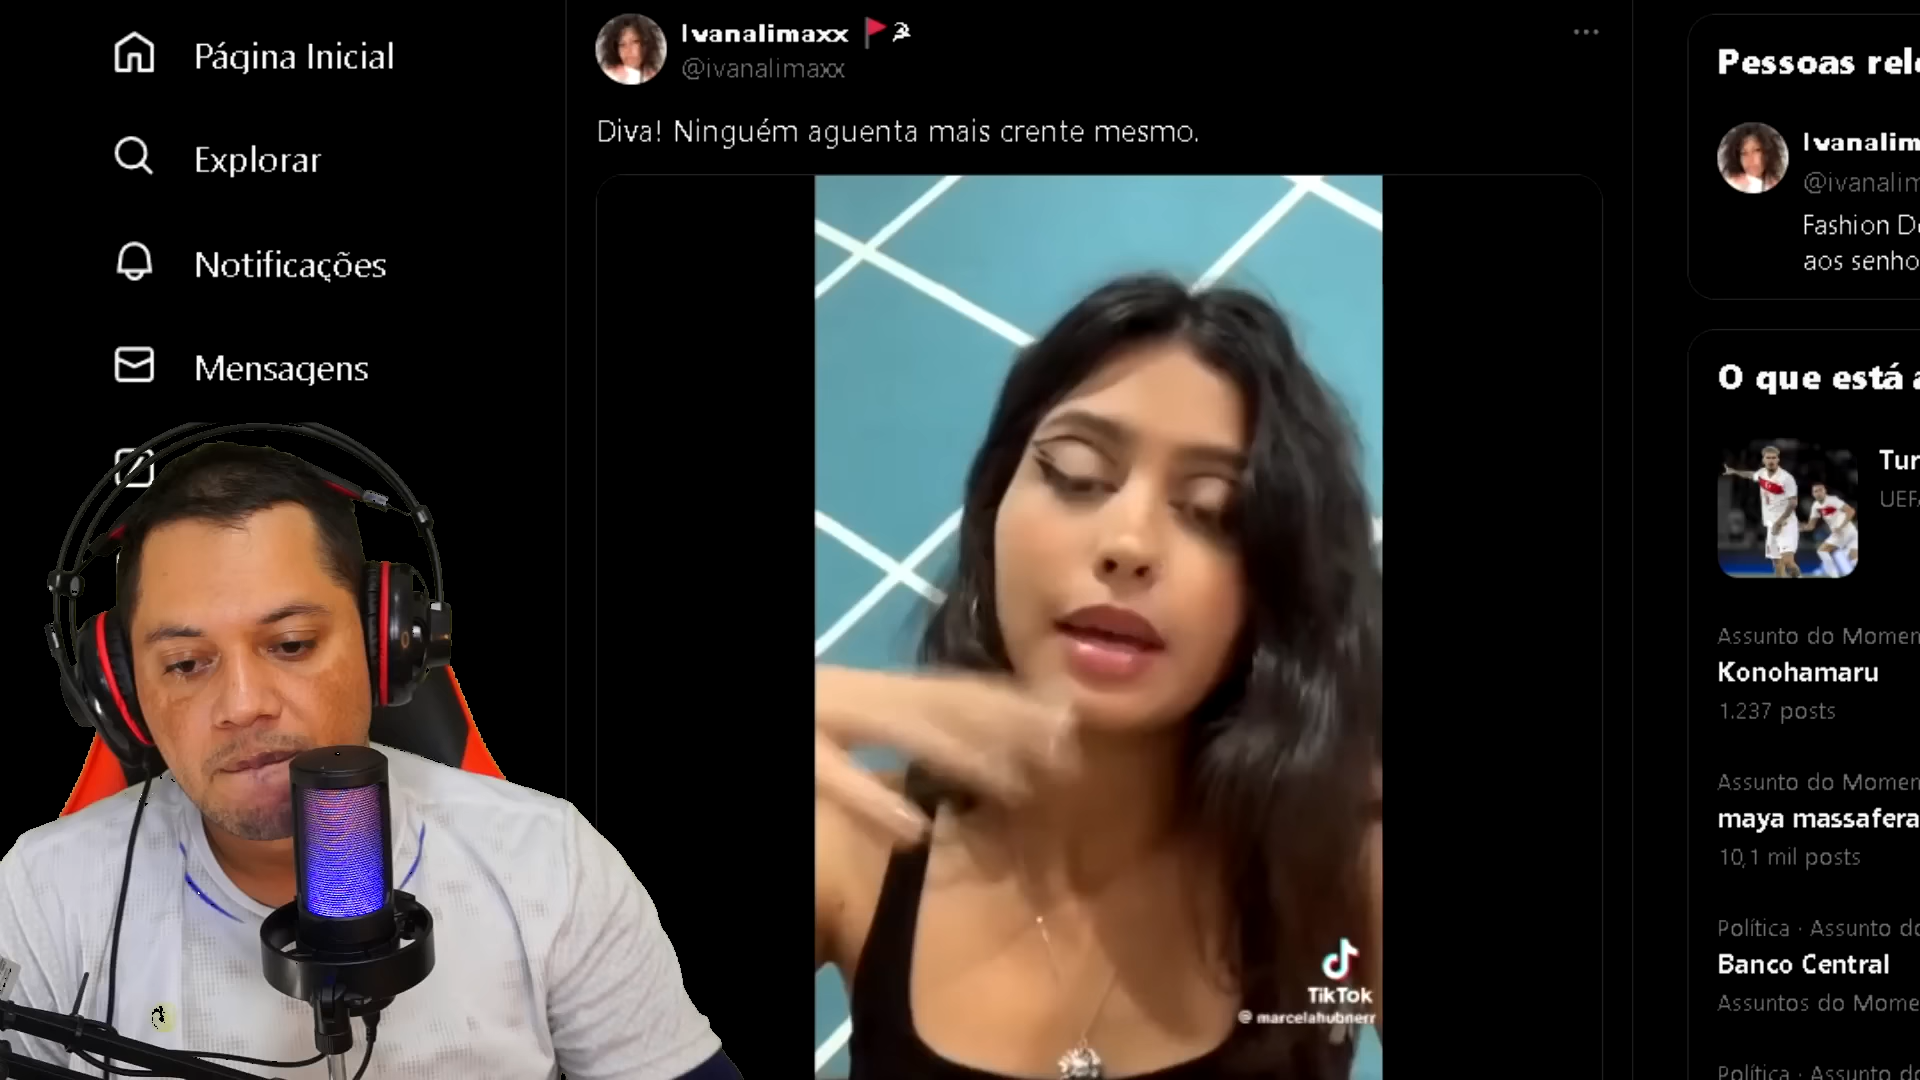 Página Inicial
Explorar
Notificações
Mensagens
Ivanalimaxx
@ivanalimaxx
Diva! Ninguém aguenta mais crente mesmo.
TikTok
@ marcelahubnerr
Pessoas rel
Ivanalim
@ivanalim
Fashion D
aos senho
O que está a
Tur
UEF
Assunto do Momen
Konohamaru
1.237 posts
Assunto do Momen
maya massafera
10,1 mil posts
Política · Assunto do
Banco Central
Assuntos do Mome
Política · Assunto do